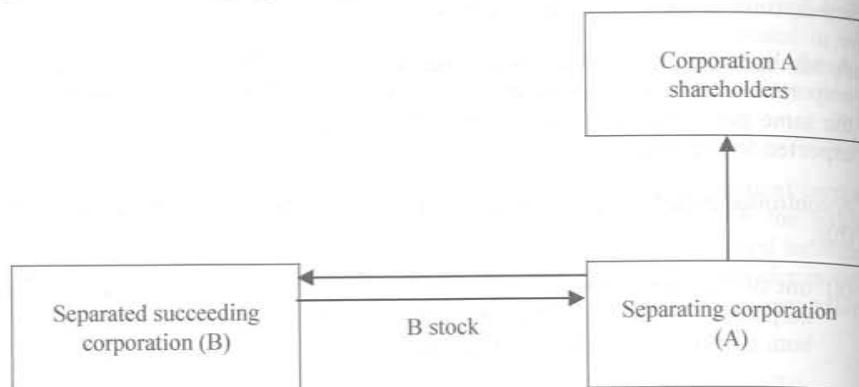 Corporation A
shareholders
Separated succeeding
corporation (B)
B stock
Separating corporation
(A)